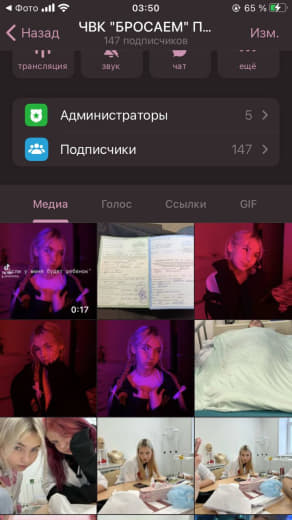 Фото
03:50
65 %
Назад
ЧВК "БРОСАЕМ" П...
147 подписчиков
Изм.
трансляция
звук
чат
ещё
Администраторы
5
Подписчики
147
Медиа
Голос
Ссылки
GIF
у меня будет ребенок"
0:17